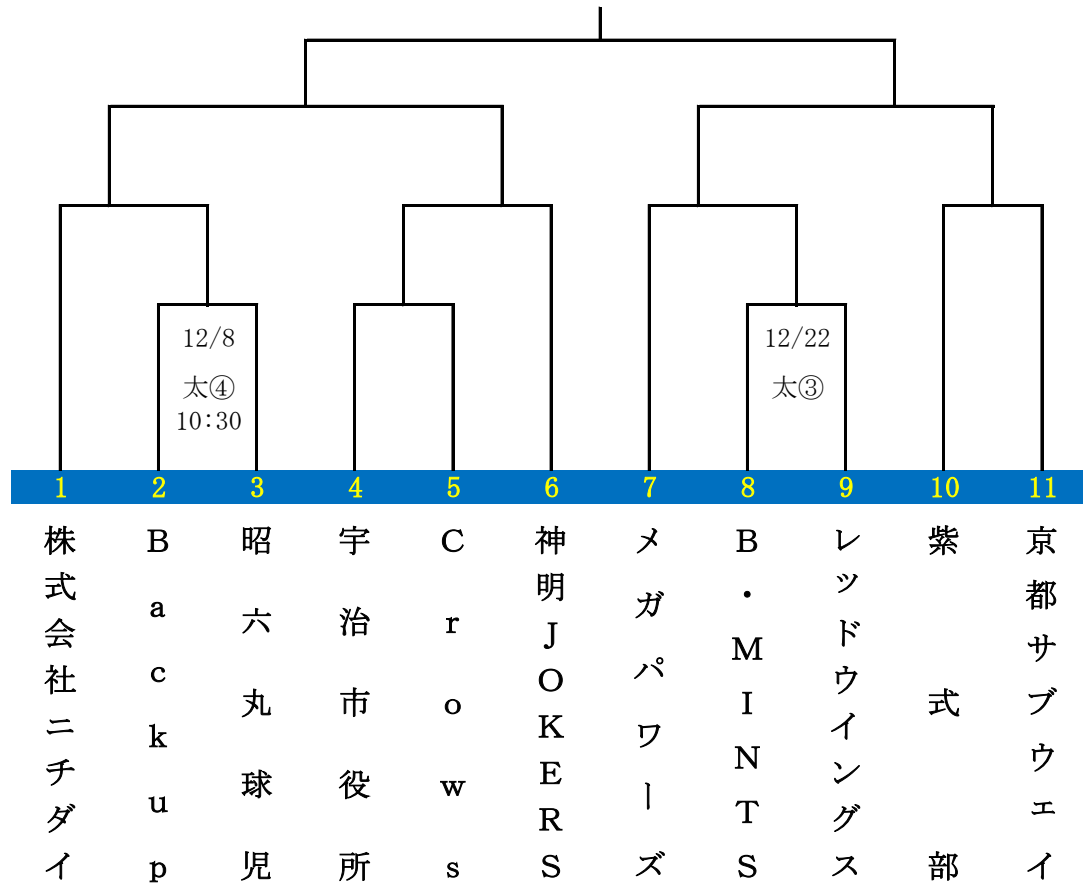 12/8
太④
10:30
12/22
太③
1 2 3 4 5 6 7 8 9 10 11
株式会社ニチダイ
Backup
昭六丸球児
宇治市役所
Crows
神明JOKERS
メガパワーズ
B・MINTS
レッドウイングス
紫式部
京都サブウェイ